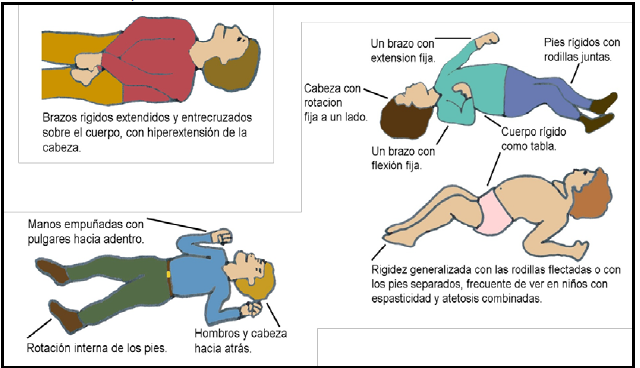 Brazos rigidos extendidos y entrecruzados
sobre el cuerpo, con hiperextensión de la
cabeza.
Un brazo con
extension fija.
Pies rígidos con
rodillas juntas.
Cabeza con
rotacion
fija a un lado.
Un brazo con
flexión fija.
Cuerpo rígido
como tabla.
Manos empuñadas con
pulgares hacia adentro.
Rotación interna de los pies.
Hombros y cabeza
hacia atrás.
Rigidez generalizada con las rodillas flectadas o con
los pies separados, frecuente de ver en niños con
espasticidad y atetosis combinadas.